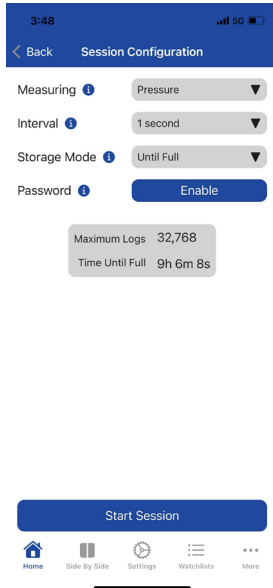 3:48 5G
Back Session Configuration
Measuring i Pressure
Interval i 1 second
Storage Mode i Until Full
Password i Enable
Maximum Logs 32,768
Time Until Full 9h 6m 8s
Start Session
Home Side By Side Settings Watchlists More